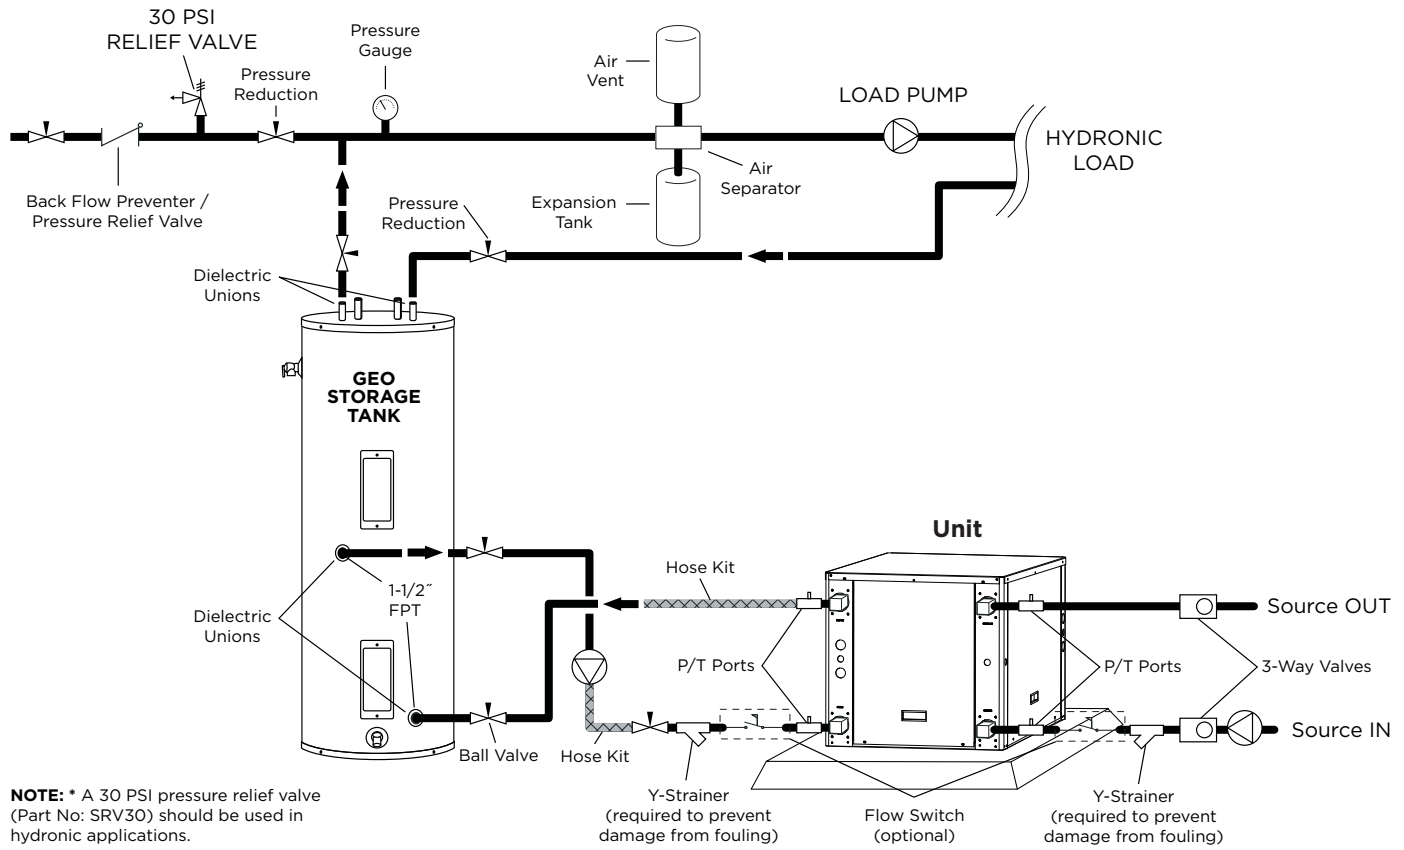 30 PSI
RELIEF VALVE
Pressure
Gauge
Pressure
Reduction
Air
Vent
LOAD PUMP
HYDRONIC
LOAD
Air
Separator
Back Flow Preventer /
Pressure Relief Valve
Pressure
Reduction
Expansion
Tank
Dielectric
Unions
GEO
STORAGE
TANK
Unit
Hose Kit
1-1/2˝
FPT
Dielectric
Unions
Source OUT
P/T Ports
P/T Ports
3-Way Valves
Source IN
Ball Valve
Hose Kit
NOTE: * A 30 PSI pressure relief valve
(Part No: SRV30) should be used in
hydronic applications.
Y-Strainer
(required to prevent
damage from fouling)
Flow Switch
(optional)
Y-Strainer
(required to prevent
damage from fouling)